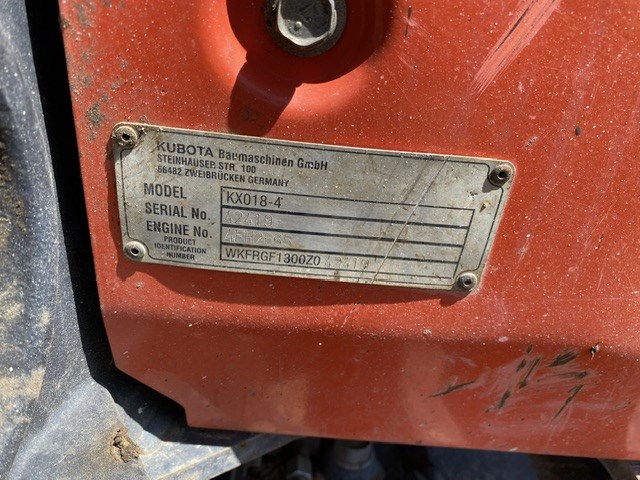 KUBOTA Baumaschinen GmbH
STEINHAUSER STR. 100
66482 ZWEIBRÜCKEN GERMANY
MODEL KX018-4
SERIAL No.
ENGINE No.
PRODUCT
IDENTIFICATION
NUMBER
WKFRGF1300Z0